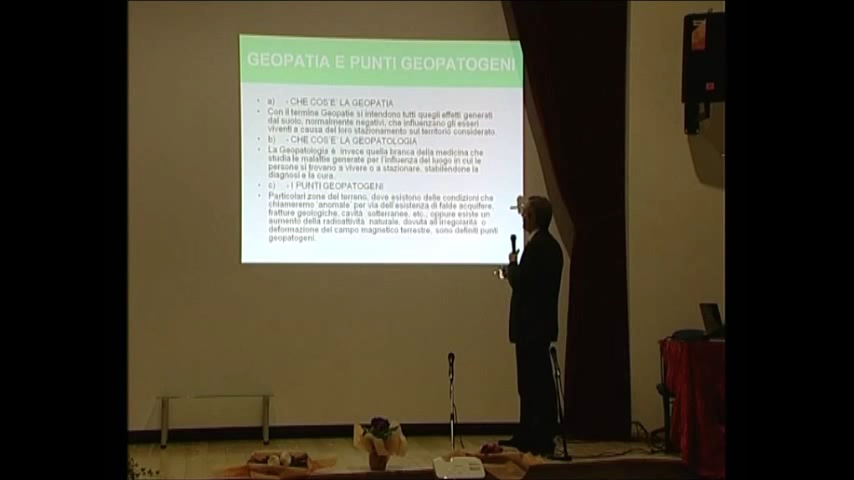 GEOPATIA E PUNTI GEOPATOGENI
• a) - CHE COS'E' LA GEOPATIA
• Con il termine Geopatie si intendono tutti quegli effetti generati
dal suolo, normalmente negativi, che influenzano gli esseri
viventi a causa del loro stazionamento sul territorio considerato.
• b) - CHE COS'E' LA GEOPATOLOGIA
• La Geopatologia è invece quella branca della medicina che
studia le malattie generate per l'influenza del luogo in cui le
persone si trovano a vivere o a stazionare, stabilendone la
diagnosi e la cura.
• c) - I PUNTI GEOPATOGENI
• Particolari zone del terreno, dove esistono delle condizioni che
chiameremo 'anomale' per via dell'esistenza di falde acquifere,
fratture geologiche, cavità sotterranee, etc., oppure esiste un
aumento della radioattività naturale, dovuta all'irregolarità o
deformazione del campo magnetico terrestre, sono definiti punti
geopatogeni.